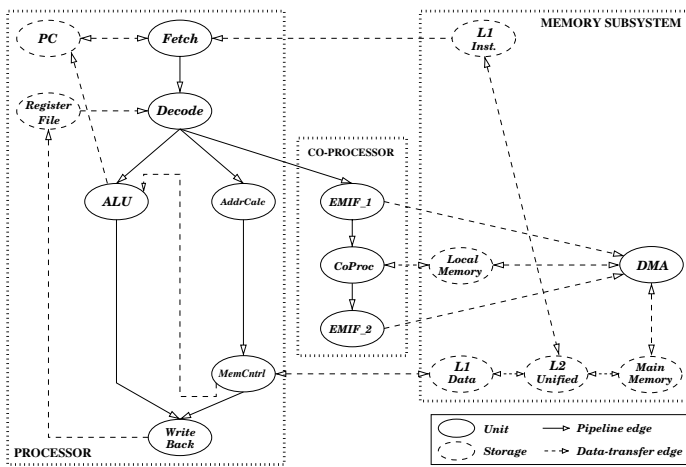 MEMORY SUBSYSTEM
PC
Fetch
L1
Inst.
Register
File
Decode
CO-PROCESSOR
ALU
AddrCalc
EMIF_1
CoProc
Local
Memory
DMA
EMIF_2
MemCntrl
L1
Data
L2
Unified
Main
Memory
Write
Back
PROCESSOR
Unit
Pipeline edge
Storage
Data-transfer edge